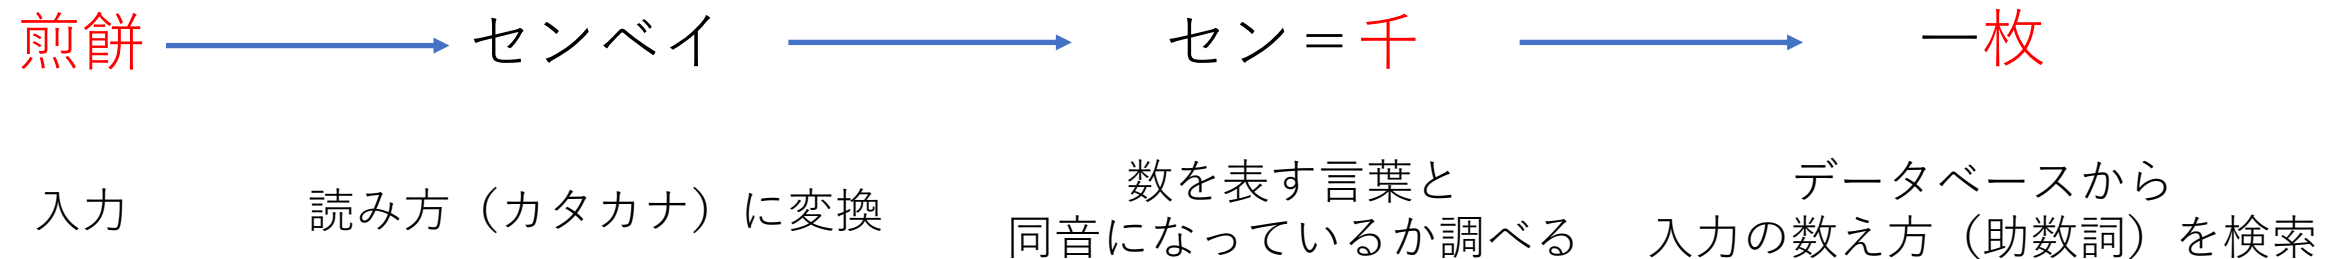 煎餅
センベイ
セン＝千
一枚
入力
読み方（カタカナ）に変換
数を表す言葉と
同音になっているか調べる
データベースから
入力の数え方（助数詞）を検索